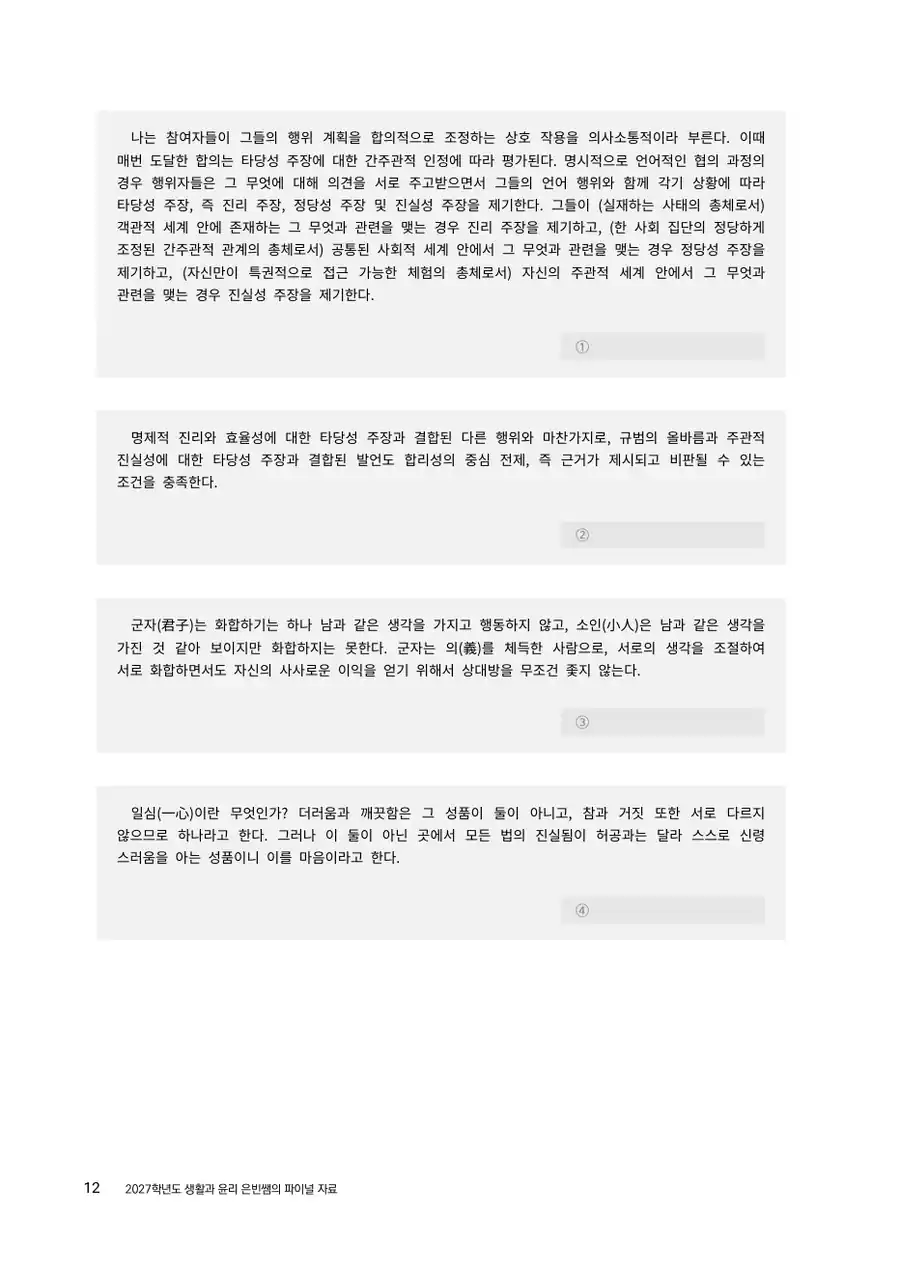 나는 참여자들이 그들의 행위 계획을 합의적으로 조정하는 상호 작용을 의사소통적이라 부른다. 이때
매번 도달한 합의는 타당성 주장에 대한 간주관적 인정에 따라 평가된다. 명시적으로 언어적인 협의 과정의
경우 행위자들은 그 무엇에 대해 의견을 서로 주고받으면서 그들의 언어 행위와 함께 각기 상황에 따라
타당성 주장, 즉 진리 주장, 정당성 주장 및 진실성 주장을 제기한다. 그들이 (실재하는 사태의 총체로서)
객관적 세계 안에 존재하는 그 무엇과 관련을 맺는 경우 진리 주장을 제기하고, (한 사회 집단의 정당하게
조정된 간주관적 관계의 총체로서) 공통된 사회적 세계 안에서 그 무엇과 관련을 맺는 경우 정당성 주장을
제기하고, (자신만이 특권적으로 접근 가능한 체험의 총체로서) 자신의 주관적 세계 안에서 그 무엇과
관련을 맺는 경우 진실성 주장을 제기한다.
①
명제적 진리와 효율성에 대한 타당성 주장과 결합된 다른 행위와 마찬가지로, 규범의 올바름과 주관적
진실성에 대한 타당성 주장과 결합된 발언도 합리성의 중심 전제, 즉 근거가 제시되고 비판될 수 있는
조건을 충족한다.
②
군자(君子)는 화합하기는 하나 남과 같은 생각을 가지고 행동하지 않고, 소인(小人)은 남과 같은 생각을
가진 것 같아 보이지만 화합하지는 못한다. 군자는 의(義)를 체득한 사람으로, 서로의 생각을 조절하여
서로 화합하면서도 자신의 사사로운 이익을 얻기 위해서 상대방을 무조건 좇지 않는다.
③
일심(一心)이란 무엇인가? 더러움과 깨끗함은 그 성품이 둘이 아니고, 참과 거짓 또한 서로 다르지
않으므로 하나라고 한다. 그러나 이 둘이 아닌 곳에서 모든 법의 진실됨이 허공과는 달라 스스로 신령
스러움을 아는 성품이니 이를 마음이라고 한다.
④
12 2027학년도 생활과 윤리 은빈쌤의 파이널 자료